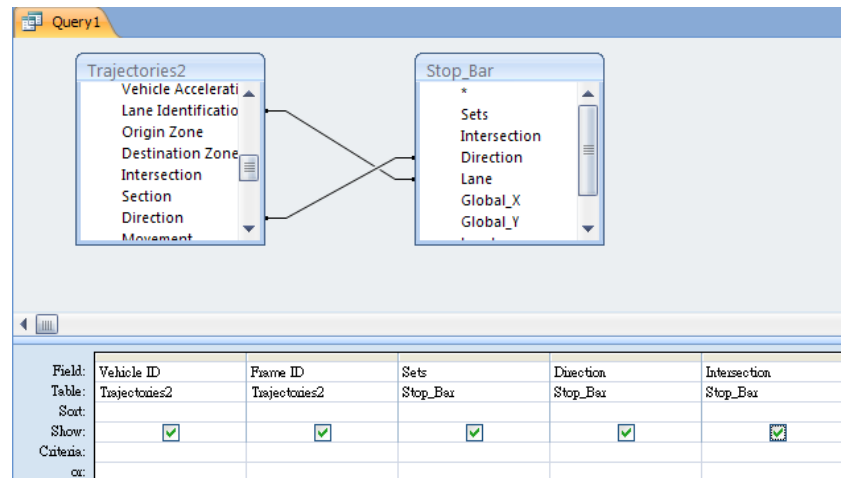 Query1
Trajectories2
Vehicle Accelerati
Lane Identificatio
Origin Zone
Destination Zone
Intersection
Section
Direction
Movement
Stop_Bar
*
Sets
Intersection
Direction
Lane
Global_X
Global_Y
Field: Vehicle ID Frame ID Sets Direction Intersection
Table: Trajectories2 Trajectories2 Stop_Bar Stop_Bar Stop_Bar
Sort:
Show:
Criteria:
or: